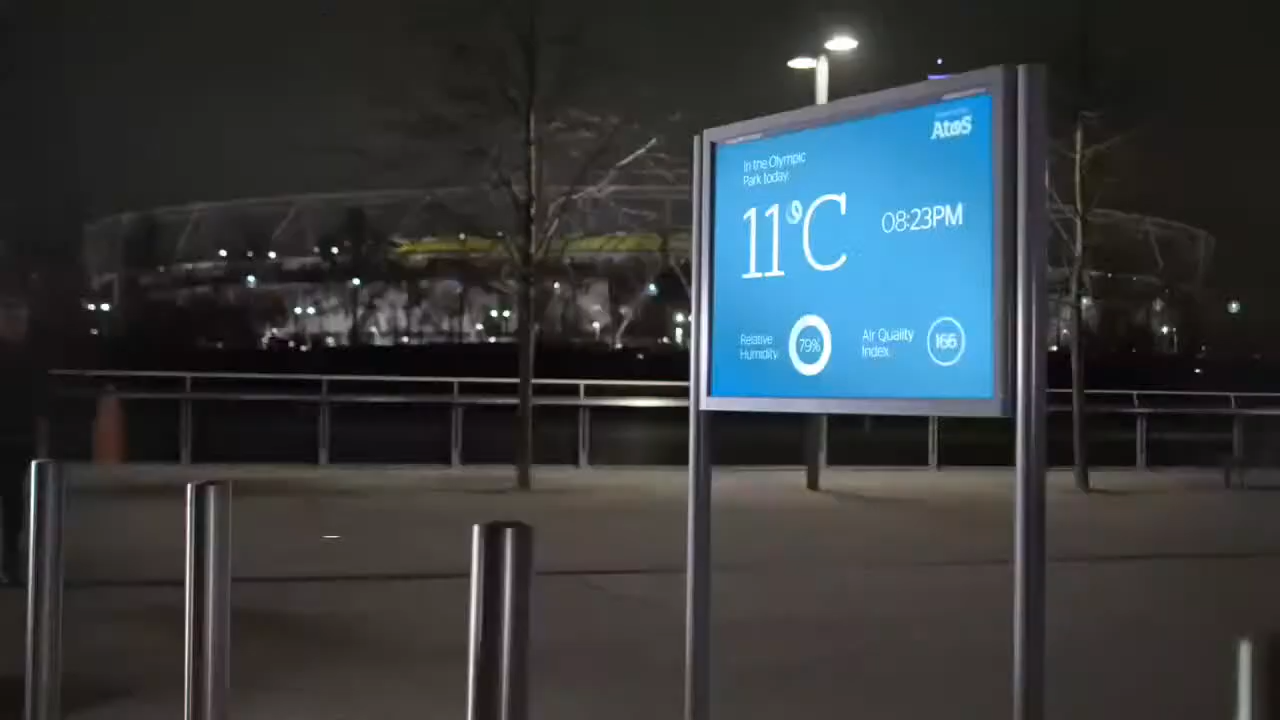 AtoS
In the Olympic
Park today:
11°C
08:23PM
Relative
Humidity
79%
Air Quality
Index
166